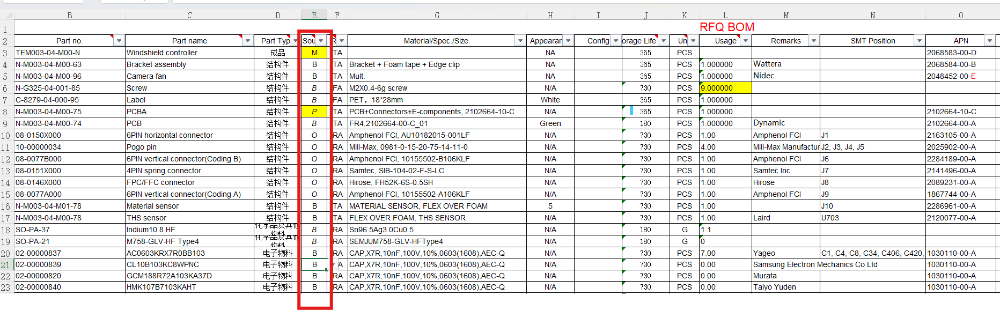 B C D E F G H I J K L M N O
1 RFQ BOM
2 Part no. Part name Part Typ Sou R Material/Spec./Size. Appearan Config orage Life Un Usage Remarks SMT Position APN
3 TEM003-04-M00-N Windshield controller 成品 M TA NA 365 PCS 2068583-00-D
4 N-M003-04-M00-63 Bracket assembly 结构件 B TA Bracket + Foam tape + Edge clip NA 365 PCS 1.000000 Wattera 2068584-00-B
5 N-M003-04-M00-96 Camera fan 结构件 B TA Mult. NA 365 PCS 1.000000 Nidec 2048452-00-E
6 N-G325-04-001-85 Screw 结构件 B FA M2X0.4-6g screw N/A 730 PCS 9.000000
7 C-8279-04-000-95 Label 结构件 B FA PET，18*28mm White 365 PCS 1.000000
8 N-M003-04-M00-75 PCBA 结构件 P TA PCB+Connectors+E-components, 2102664-10-C N/A 365 PCS 1.000000 2102664-10-C
9 N-M003-04-M00-74 PCB 结构件 B TA FR4,2102664-00-C_01 Green 180 PCS 1.000000 Dynamic 2102664-00-A
10 08-0150X000 6PIN horizontal connector 结构件 O RA Amphenol FCI, AU10182015-001LF N/A 730 PCS 1.00 Amphenol FCI J1 2163105-00-A
11 10-00000034 Pogo pin 结构件 O RA Mill-Max, 0981-0-15-20-75-14-11-0 N/A 730 PCS 4.00 Mill-Max Manufactur J2, J3, J4, J5 2025902-00-A
12 08-0077B000 6PIN vertical connector(Coding B) 结构件 O RA Amphenol FCI, 10155502-B106KLF N/A 730 PCS 1.00 Amphenol FCI J6 2284189-00-A
13 08-0151X000 4PIN spring connector 结构件 O RA Samtec, SIB-104-02-F-S-LC N/A 730 PCS 1.00 Samtec Inc J7 2141496-00-A
14 08-0146X000 FPC/FFC connector 结构件 O RA Hirose, FH52K-6S-0.5SH N/A 730 PCS 1.00 Hirose J8 2089231-00-A
15 08-0077A000 6PIN vertical connector(Coding A) 结构件 O RA Amphenol FCI, 10155502-A106KLF N/A 730 PCS 1.00 Amphenol FCI J9 1867744-00-A
16 N-M003-04-M01-78 Material sensor 结构件 B TA MATERIAL SENSOR, FLEX OVER FOAM 5 730 PCS 1.00 J10 2286961-00-A
17 N-M003-04-M00-78 THS sensor 结构件 B TA FLEX OVER FOAM, THS SENSOR N/A 730 PCS 1.00 Laird U703 2120077-00-A
18 SO-PA-37 Indium10.8 HF 化学品及其他物料 B RA Sn96.5Ag3.0Cu0.5 N/A 180 G 1.1
19 SO-PA-21 M758-GLV-HF Type4 化学品及其他物料 B RA SEMJUM758-GLV-HFType4 N/A 180 G 0
20 02-00000837 AC0603KRX7R0BB103 电子物料 B RA CAP,X7R,10nF,100V,10%,0603(1608),AEC-Q N/A 730 PCS 7.00 Yageo C1, C4, C8, C34, C406, C420, 1030110-00-A
21 02-00000839 CL10B103KC8WPNC 电子物料 B A CAP,X7R,10nF,100V,10%,0603(1608),AEC-Q N/A 730 PCS 0.00 Samsung Electron Mechanics Co Ltd 1030110-00-A
22 02-00000820 GCM188R72A103KA37D 电子物料 B RA CAP,X7R,10nF,100V,10%,0603(1608),AEC-Q N/A 730 PCS 0.00 Murata 1030110-00-A
23 02-00000840 HMK107B7103KAHT 电子物料 B RA CAP,X7R,10nF,100V,10%,0603(1608),AEC-Q N/A 730 PCS 0.00 Taiyo Yuden 1030110-00-A